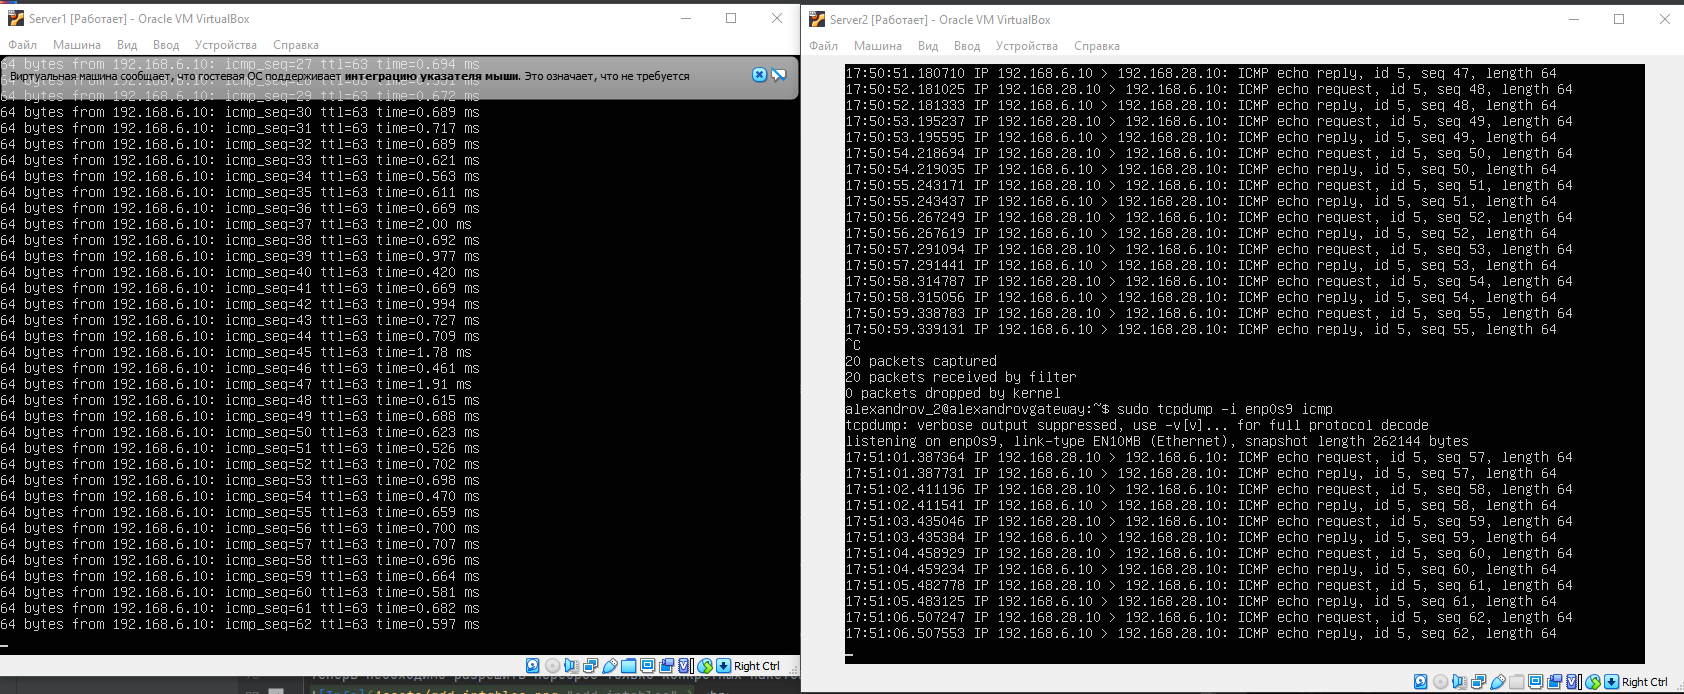 Server1 [Работает] - Oracle VM VirtualBox
Файл Машина Вид Ввод Устройства Справка
64 bytes from 192.168.6.10: icmp_seq=27 ttl=63 time=0.694 ms
Виртуальная машина сообщает, что гостевая ОС поддерживает интеграцию указателя мыши. Это означает, что не требуется
64 bytes from 192.168.6.10: icmp_seq=29 ttl=63 time=0.672 ms
64 bytes from 192.168.6.10: icmp_seq=30 ttl=63 time=0.689 ms
64 bytes from 192.168.6.10: icmp_seq=31 ttl=63 time=0.717 ms
64 bytes from 192.168.6.10: icmp_seq=32 ttl=63 time=0.689 ms
64 bytes from 192.168.6.10: icmp_seq=33 ttl=63 time=0.621 ms
64 bytes from 192.168.6.10: icmp_seq=34 ttl=63 time=0.563 ms
64 bytes from 192.168.6.10: icmp_seq=35 ttl=63 time=0.611 ms
64 bytes from 192.168.6.10: icmp_seq=36 ttl=63 time=0.669 ms
64 bytes from 192.168.6.10: icmp_seq=37 ttl=63 time=2.00 ms
64 bytes from 192.168.6.10: icmp_seq=38 ttl=63 time=0.692 ms
64 bytes from 192.168.6.10: icmp_seq=39 ttl=63 time=0.977 ms
64 bytes from 192.168.6.10: icmp_seq=40 ttl=63 time=0.420 ms
64 bytes from 192.168.6.10: icmp_seq=41 ttl=63 time=0.669 ms
64 bytes from 192.168.6.10: icmp_seq=42 ttl=63 time=0.994 ms
64 bytes from 192.168.6.10: icmp_seq=43 ttl=63 time=0.727 ms
64 bytes from 192.168.6.10: icmp_seq=44 ttl=63 time=0.709 ms
64 bytes from 192.168.6.10: icmp_seq=45 ttl=63 time=1.78 ms
64 bytes from 192.168.6.10: icmp_seq=46 ttl=63 time=0.461 ms
64 bytes from 192.168.6.10: icmp_seq=47 ttl=63 time=1.91 ms
64 bytes from 192.168.6.10: icmp_seq=48 ttl=63 time=0.615 ms
64 bytes from 192.168.6.10: icmp_seq=49 ttl=63 time=0.688 ms
64 bytes from 192.168.6.10: icmp_seq=50 ttl=63 time=0.623 ms
64 bytes from 192.168.6.10: icmp_seq=51 ttl=63 time=0.526 ms
64 bytes from 192.168.6.10: icmp_seq=52 ttl=63 time=0.702 ms
64 bytes from 192.168.6.10: icmp_seq=53 ttl=63 time=0.698 ms
64 bytes from 192.168.6.10: icmp_seq=54 ttl=63 time=0.470 ms
64 bytes from 192.168.6.10: icmp_seq=55 ttl=63 time=0.659 ms
64 bytes from 192.168.6.10: icmp_seq=56 ttl=63 time=0.700 ms
64 bytes from 192.168.6.10: icmp_seq=57 ttl=63 time=0.707 ms
64 bytes from 192.168.6.10: icmp_seq=58 ttl=63 time=0.696 ms
64 bytes from 192.168.6.10: icmp_seq=59 ttl=63 time=0.664 ms
64 bytes from 192.168.6.10: icmp_seq=60 ttl=63 time=0.581 ms
64 bytes from 192.168.6.10: icmp_seq=61 ttl=63 time=0.682 ms
64 bytes from 192.168.6.10: icmp_seq=62 ttl=63 time=0.597 ms
Right Ctrl
Server2 [Работает] - Oracle VM VirtualBox
Файл Машина Вид Ввод Устройства Справка
17:50:51.180710 IP 192.168.6.10 > 192.168.28.10: ICMP echo reply, id 5, seq 47, length 64
17:50:52.181025 IP 192.168.28.10 > 192.168.6.10: ICMP echo request, id 5, seq 48, length 64
17:50:52.181333 IP 192.168.6.10 > 192.168.28.10: ICMP echo reply, id 5, seq 48, length 64
17:50:53.195237 IP 192.168.28.10 > 192.168.6.10: ICMP echo request, id 5, seq 49, length 64
17:50:53.195595 IP 192.168.6.10 > 192.168.28.10: ICMP echo reply, id 5, seq 49, length 64
17:50:54.218694 IP 192.168.28.10 > 192.168.6.10: ICMP echo request, id 5, seq 50, length 64
17:50:54.219035 IP 192.168.6.10 > 192.168.28.10: ICMP echo reply, id 5, seq 50, length 64
17:50:55.243171 IP 192.168.28.10 > 192.168.6.10: ICMP echo request, id 5, seq 51, length 64
17:50:55.243437 IP 192.168.6.10 > 192.168.28.10: ICMP echo reply, id 5, seq 51, length 64
17:50:56.267249 IP 192.168.28.10 > 192.168.6.10: ICMP echo request, id 5, seq 52, length 64
17:50:56.267619 IP 192.168.6.10 > 192.168.28.10: ICMP echo reply, id 5, seq 52, length 64
17:50:57.291094 IP 192.168.28.10 > 192.168.6.10: ICMP echo request, id 5, seq 53, length 64
17:50:57.291441 IP 192.168.6.10 > 192.168.28.10: ICMP echo reply, id 5, seq 53, length 64
17:50:58.314787 IP 192.168.28.10 > 192.168.6.10: ICMP echo request, id 5, seq 54, length 64
17:50:58.315056 IP 192.168.6.10 > 192.168.28.10: ICMP echo reply, id 5, seq 54, length 64
17:50:59.338783 IP 192.168.28.10 > 192.168.6.10: ICMP echo request, id 5, seq 55, length 64
17:50:59.339131 IP 192.168.6.10 > 192.168.28.10: ICMP echo reply, id 5, seq 55, length 64
^C
20 packets captured
20 packets received by filter
0 packets dropped by kernel
alexandrov_2@alexandrovgateway:~$ sudo tcpdump -i enp0s9 icmp
tcpdump: verbose output suppressed, use -v[v]... for full protocol decode
listening on enp0s9, link-type EN10MB (Ethernet), snapshot length 262144 bytes
17:51:01.387364 IP 192.168.28.10 > 192.168.6.10: ICMP echo request, id 5, seq 57, length 64
17:51:01.387731 IP 192.168.6.10 > 192.168.28.10: ICMP echo reply, id 5, seq 57, length 64
17:51:02.411196 IP 192.168.28.10 > 192.168.6.10: ICMP echo request, id 5, seq 58, length 64
17:51:02.411541 IP 192.168.6.10 > 192.168.28.10: ICMP echo reply, id 5, seq 58, length 64
17:51:03.435046 IP 192.168.28.10 > 192.168.6.10: ICMP echo request, id 5, seq 59, length 64
17:51:03.435384 IP 192.168.6.10 > 192.168.28.10: ICMP echo reply, id 5, seq 59, length 64
17:51:04.458929 IP 192.168.28.10 > 192.168.6.10: ICMP echo request, id 5, seq 60, length 64
17:51:04.459234 IP 192.168.6.10 > 192.168.28.10: ICMP echo reply, id 5, seq 60, length 64
17:51:05.482778 IP 192.168.28.10 > 192.168.6.10: ICMP echo request, id 5, seq 61, length 64
17:51:05.483125 IP 192.168.6.10 > 192.168.28.10: ICMP echo reply, id 5, seq 61, length 64
17:51:06.507247 IP 192.168.28.10 > 192.168.6.10: ICMP echo request, id 5, seq 62, length 64
17:51:06.507553 IP 192.168.6.10 > 192.168.28.10: ICMP echo reply, id 5, seq 62, length 64
Right Ctrl